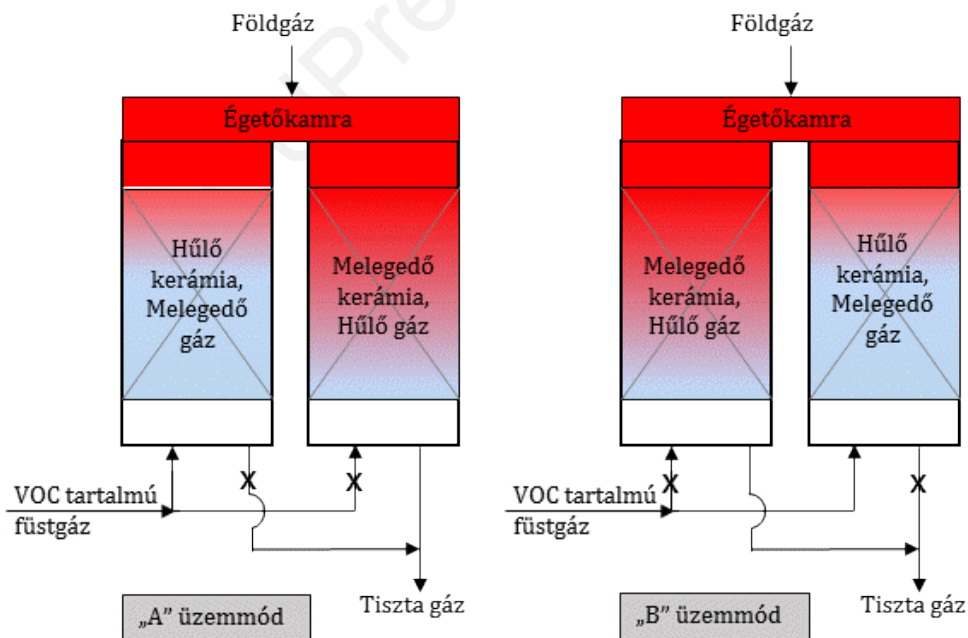 Földgáz
Égetőkamra
Hűlő
kerámia,
Melegedő
gáz
Melegedő
kerámia,
Hűlő gáz
X
X
VOC tartalmú
füstgáz
Tiszta gáz
„A” üzemmód
Földgáz
Égetőkamra
Melegedő
kerámia,
Hűlő gáz
Hűlő
kerámia,
Melegedő
gáz
X
X
VOC tartalmú
füstgáz
Tiszta gáz
„B” üzemmód